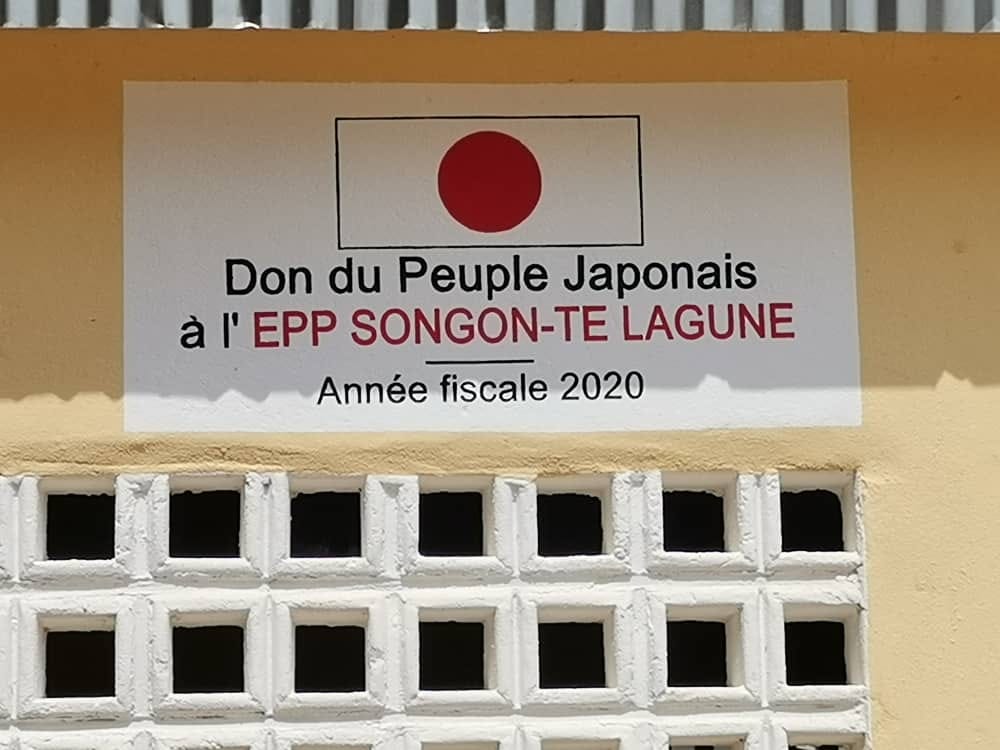 Don du Peuple Japonais
à l' EPP SONGON-TE LAGUNE
Année fiscale 2020